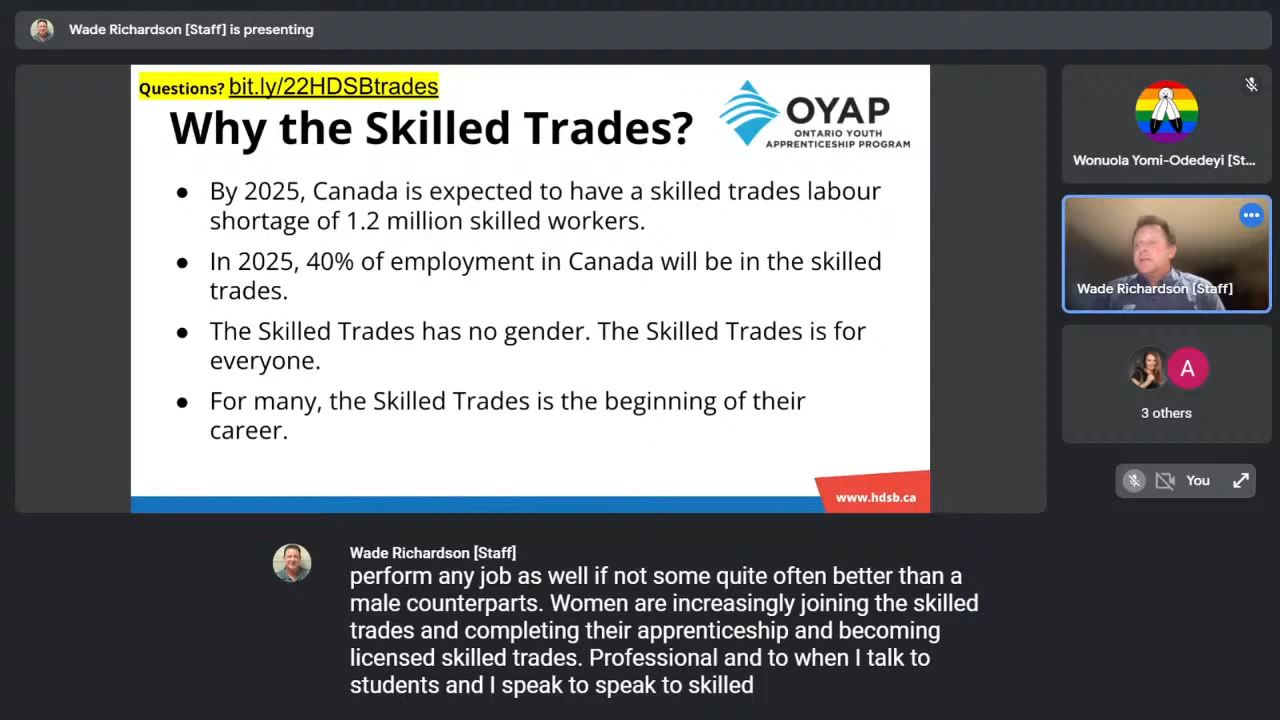 Wade Richardson [Staff] is presenting
Questions? bit.ly/22HDSBtrades
Why the Skilled Trades?
OYAP
ONTARIO YOUTH
APPRENTICESHIP PROGRAM
● By 2025, Canada is expected to have a skilled trades labour
shortage of 1.2 million skilled workers.
● In 2025, 40% of employment in Canada will be in the skilled
trades.
● The Skilled Trades has no gender. The Skilled Trades is for
everyone.
● For many, the Skilled Trades is the beginning of their
career.
www.hdsb.ca
Wonuola Yomi-Odedeyi [St...
Wade Richardson [Staff]
A
3 others
You
Wade Richardson [Staff]
perform any job as well if not some quite often better than a
male counterparts. Women are increasingly joining the skilled
trades and completing their apprenticeship and becoming
licensed skilled trades. Professional and to when I talk to
students and I speak to speak to skilled